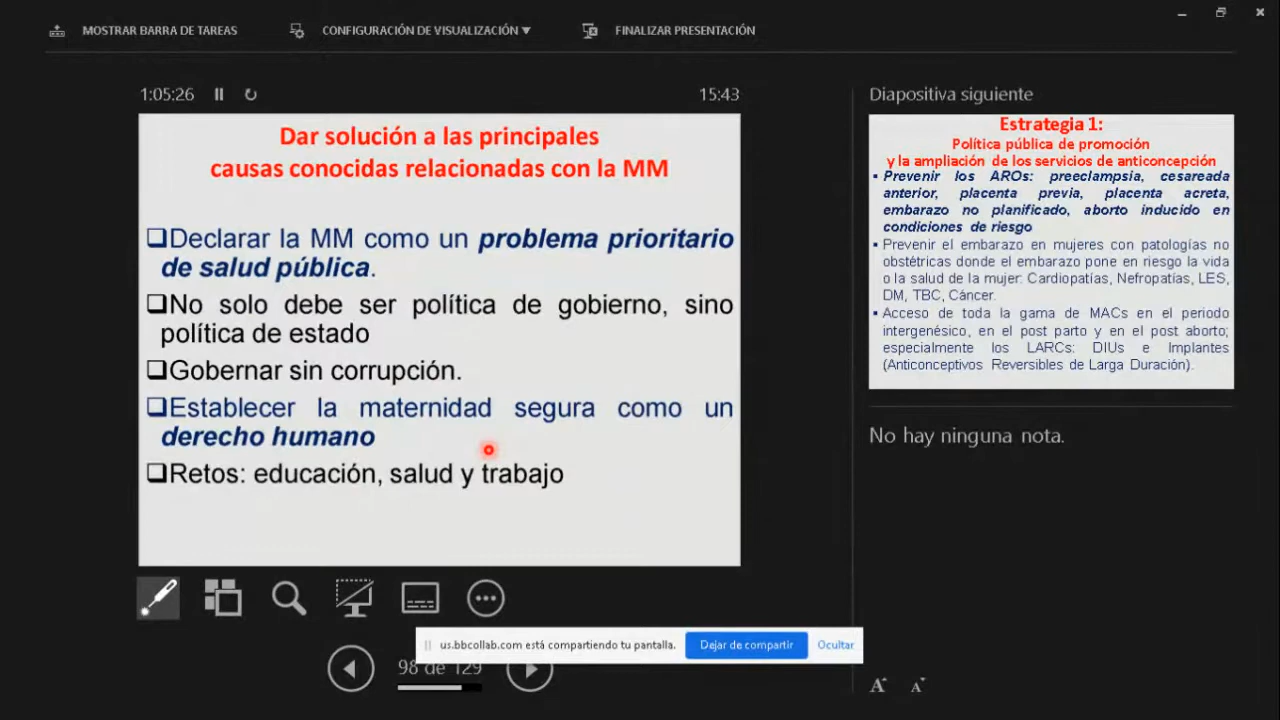 MOSTRAR BARRA DE TAREAS
CONFIGURACIÓN DE VISUALIZACIÓN ▼
FINALIZAR PRESENTACIÓN
1:05:26
15:43
Dar solución a las principales
causas conocidas relacionadas con la MM
❑Declarar la MM como un problema prioritario
de salud pública.
❑No solo debe ser política de gobierno, sino
política de estado
❑Gobernar sin corrupción.
❑Establecer la maternidad segura como un
derecho humano
❑Retos: educación, salud y trabajo
Diapositiva siguiente
Estrategia 1:
Política pública de promoción
y la ampliación de los servicios de anticoncepción
▪ Prevenir los AROs: preeclampsia, cesareada
anterior, placenta previa, placenta acreta,
embarazo no planificado, aborto inducido en
condiciones de riesgo
▪ Prevenir el embarazo en mujeres con patologías no
obstétricas donde el embarazo pone en riesgo la vida
o la salud de la mujer: Cardiopatías, Nefropatías, LES,
DM, TBC, Cáncer.
▪ Acceso de toda la gama de MACs en el periodo
intergenésico, en el post parto y en el post aborto;
especialmente los LARCs: DIUs e Implantes
(Anticonceptivos Reversibles de Larga Duración).
No hay ninguna nota.
us.bbcollab.com está compartiendo tu pantalla.
Dejar de compartir
Ocultar
98 de 129
A A